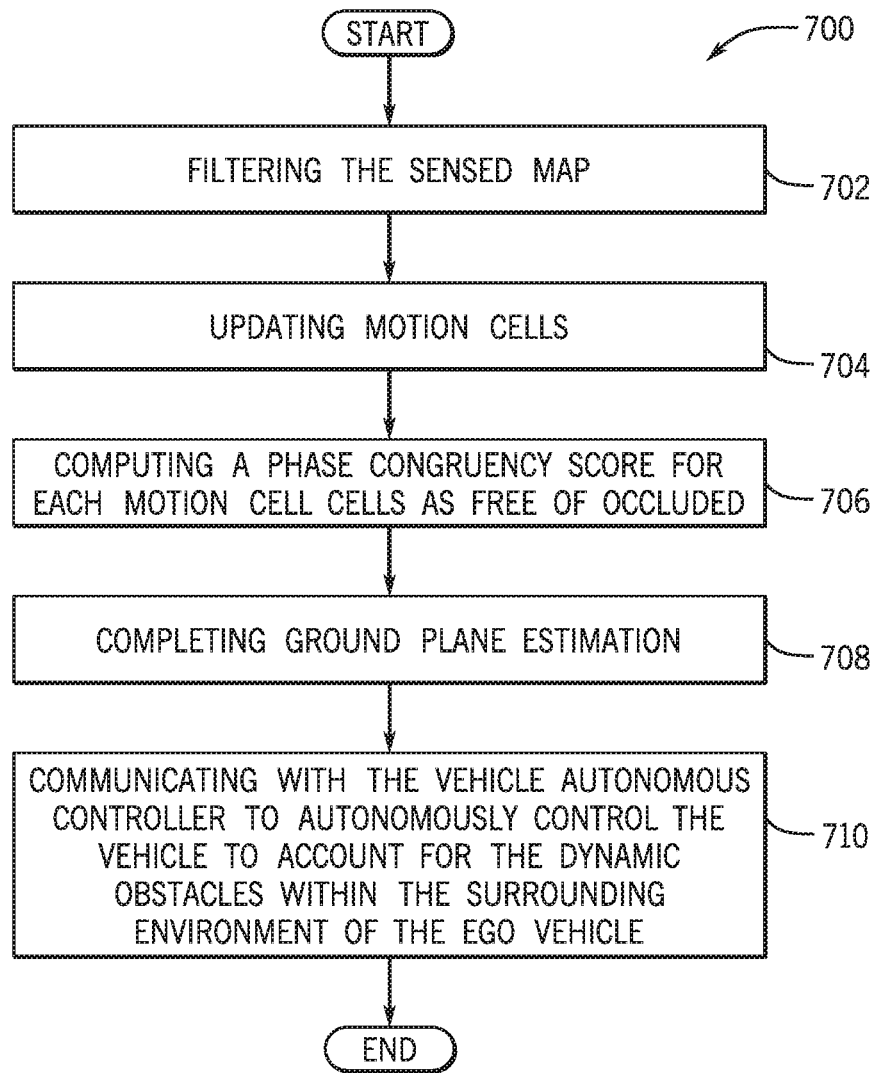 START
700
FILTERING THE SENSED MAP
702
UPDATING MOTION CELLS
704
COMPUTING A PHASE CONGRUENCY SCORE FOR
EACH MOTION CELL CELLS AS FREE OF OCCLUDED
706
COMPLETING GROUND PLANE ESTIMATION
708
COMMUNICATING WITH THE VEHICLE AUTONOMOUS
CONTROLLER TO AUTONOMOUSLY CONTROL THE
VEHICLE TO ACCOUNT FOR THE DYNAMIC
OBSTACLES WITHIN THE SURROUNDING
ENVIRONMENT OF THE EGO VEHICLE
710
END